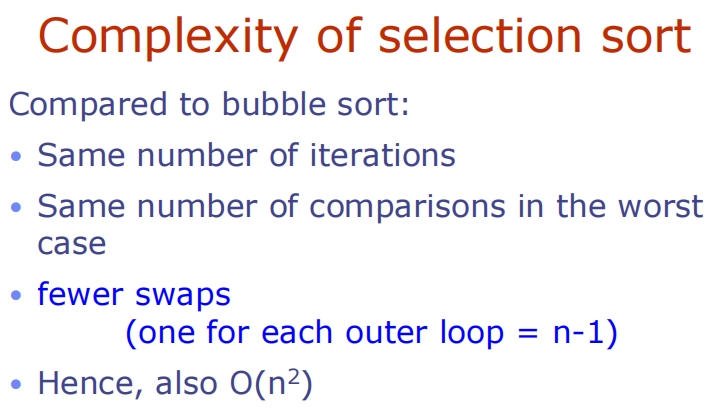 Complexity of selection sort
Compared to bubble sort:
• Same number of iterations
• Same number of comparisons in the worst
case
• fewer swaps
(one for each outer loop = n-1)
• Hence, also O(n²)